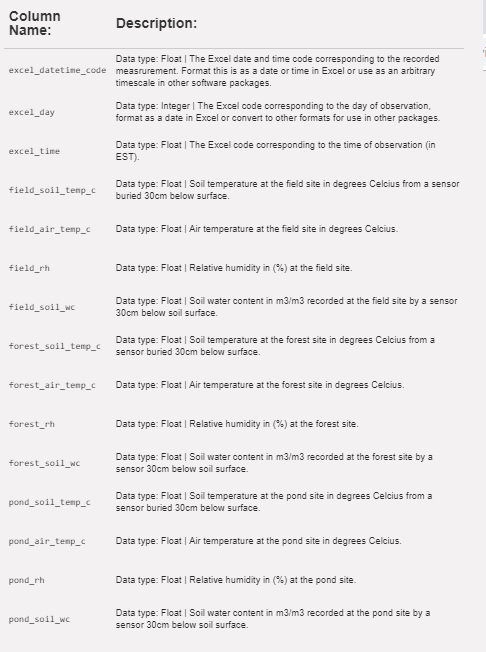 Column
Name:
Description:
excel_datetime_code
Data type: Float | The Excel date and time code corresponding to the recorded
measrurement. Format this is as a date or time in Excel or use as an arbitrary
timescale in other software packages.
excel_day
Data type: Integer | The Excel code corresponding to the day of observation,
format as a date in Excel or convert to other formats for use in other packages.
excel_time
Data type: Float | The Excel code corresponding to the time of observation (in
EST).
field_soil_temp_c
Data type: Float | Soil temperature at the field site in degrees Celcius from a sensor
buried 30cm below surface.
field_air_temp_c
Data type: Float | Air temperature at the field site in degrees Celcius.
field_rh
Data type: Float | Relative humidity in (%) at the field site.
field_soil_wc
Data type: Float | Soil water content in m3/m3 recorded at the field site by a sensor
30cm below soil surface.
forest_soil_temp_c
Data type: Float | Soil temperature at the forest site in degrees Celcius from a
sensor buried 30cm below surface.
forest_air_temp_c
Data type: Float | Air temperature at the forest site in degrees Celcius.
forest_rh
Data type: Float | Relative humidity in (%) at the forest site.
forest_soil_wc
Data type: Float | Soil water content in m3/m3 recorded at the forest site by a
sensor 30cm below soil surface.
pond_soil_temp_c
Data type: Float | Soil temperature at the pond site in degrees Celcius from a
sensor buried 30cm below surface.
pond_air_temp_c
Data type: Float | Air temperature at the pond site in degrees Celcius.
pond_rh
Data type: Float | Relative humidity in (%) at the pond site.
pond_soil_wc
Data type: Float | Soil water content in m3/m3 recorded at the pond site by a
sensor 30cm below soil surface.